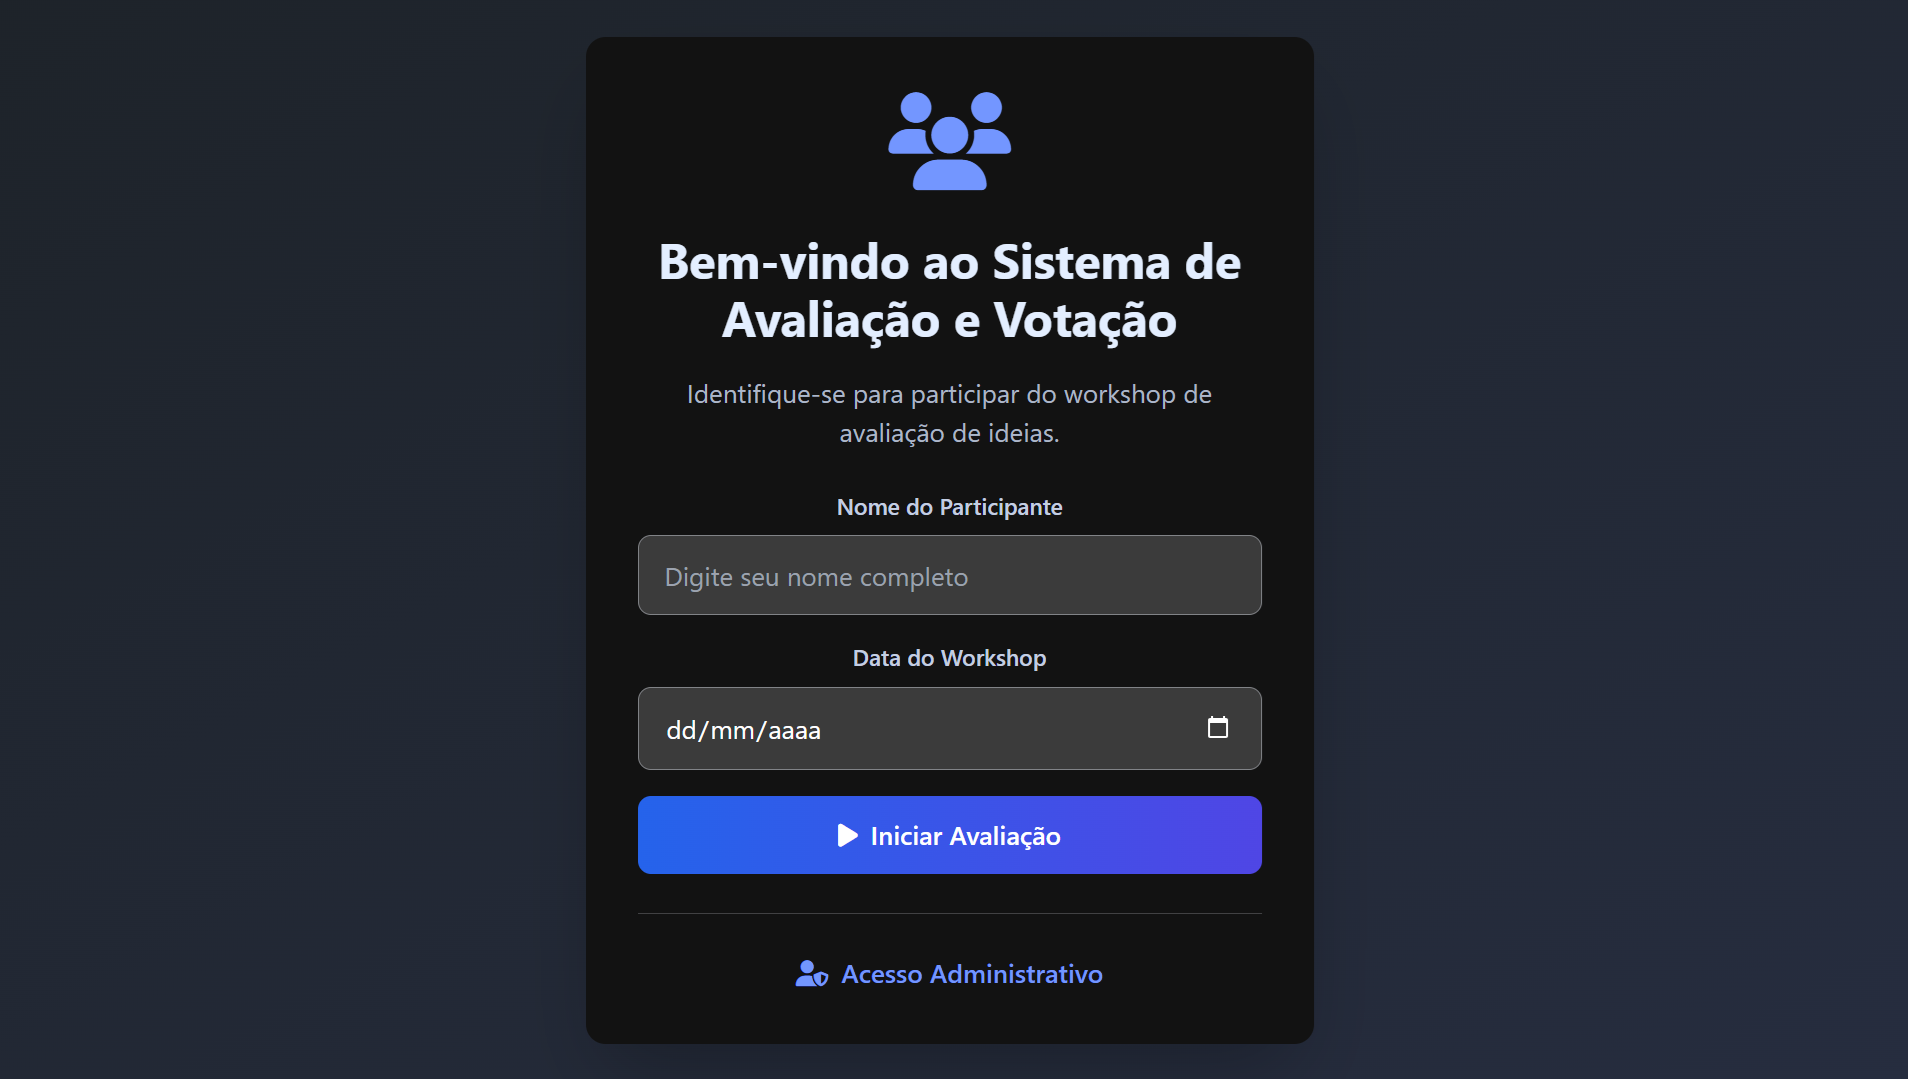 Bem-vindo ao Sistema de
Avaliação e Votação
Identifique-se para participar do workshop de
avaliação de ideias.
Nome do Participante
Digite seu nome completo
Data do Workshop
dd/mm/aaaa
Iniciar Avaliação
Acesso Administrativo